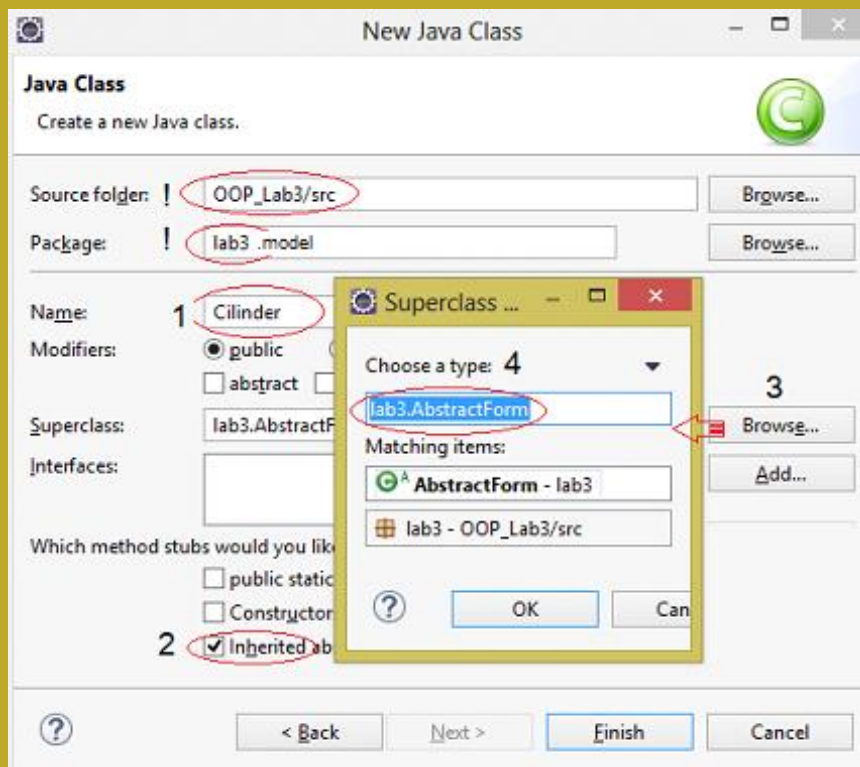 New Java Class
Java Class
Create a new Java class.
Source folder: ! OOP_Lab3/src Browse...
Package: ! lab3 .model Browse...
Name: 1 Cilinder
Modifiers: public
abstract
Superclass: lab3.AbstractF 3 Browse...
Interfaces: Add...
Which method stubs would you like
public static
Constructor
2 Inherited ab
Superclass ...
Choose a type: 4
lab3.AbstractForm
Matching items:
AbstractForm - lab3
lab3 - OOP_Lab3/src
? OK Can
? < Back Next > Finish Cancel